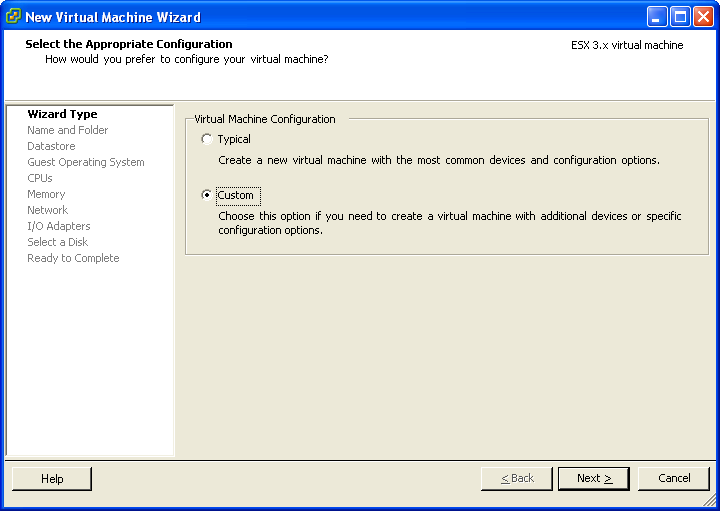 New Virtual Machine Wizard
Select the Appropriate Configuration
ESX 3.x virtual machine
How would you prefer to configure your virtual machine?
Wizard Type
Name and Folder
Datastore
Guest Operating System
CPUs
Memory
Network
I/O Adapters
Select a Disk
Ready to Complete
Virtual Machine Configuration
Typical
Create a new virtual machine with the most common devices and configuration options.
Custom
Choose this option if you need to create a virtual machine with additional devices or specific
configuration options.
Help
< Back
Next >
Cancel